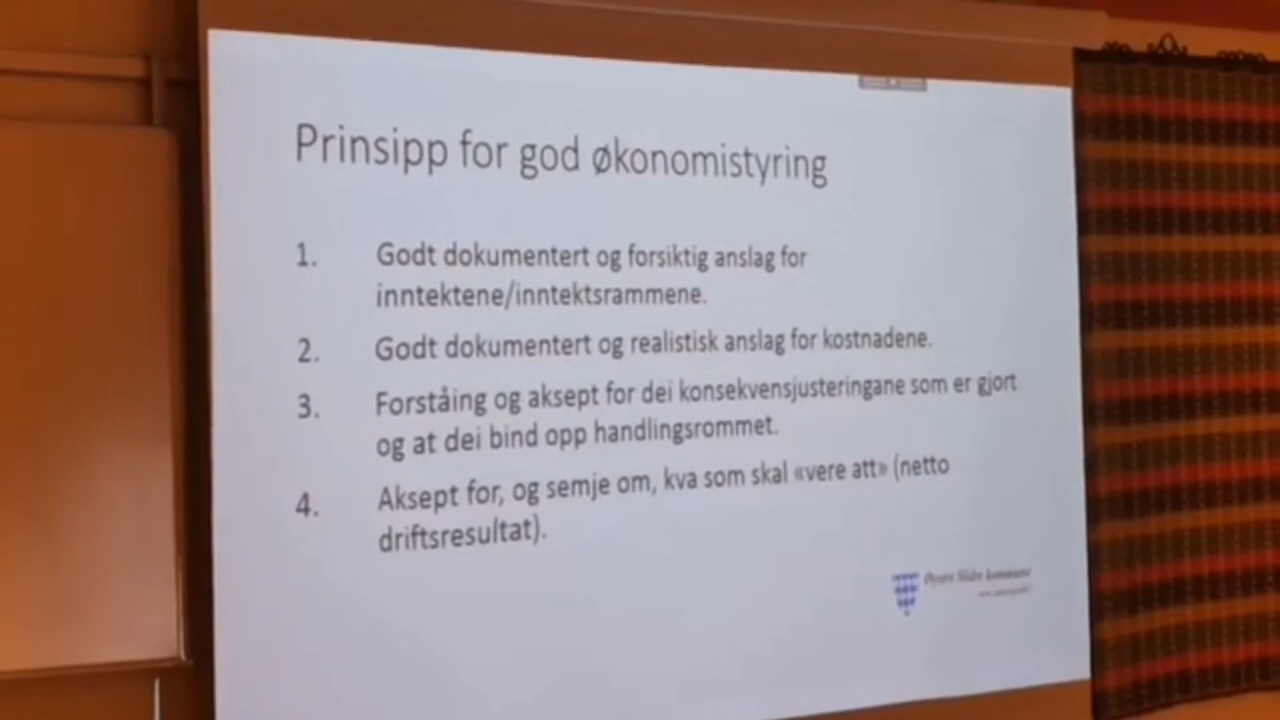 Prinsipp for god økonomistyring
1. Godt dokumentert og forsiktig anslag for
inntektene/inntektsrammene.
2. Godt dokumentert og realistisk anslag for kostnadene.
3. Forståing og aksept for dei konsekvensjusteringane som er gjort
og at dei bind opp handlingsrommet.
4. Aksept for, og semje om, kva som skal «vere att» (netto
driftsresultat).
Øystre Slidre kommune